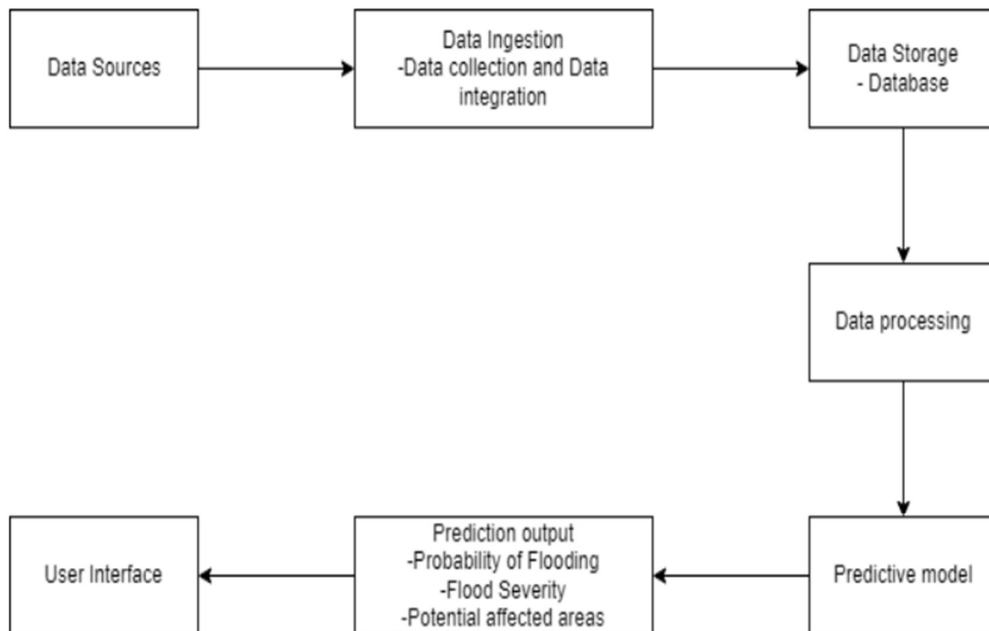 Data Sources
Data Ingestion
-Data collection and Data
integration
Data Storage
- Database
Data processing
Predictive model
Prediction output
-Probability of Flooding
-Flood Severity
-Potential affected areas
User Interface